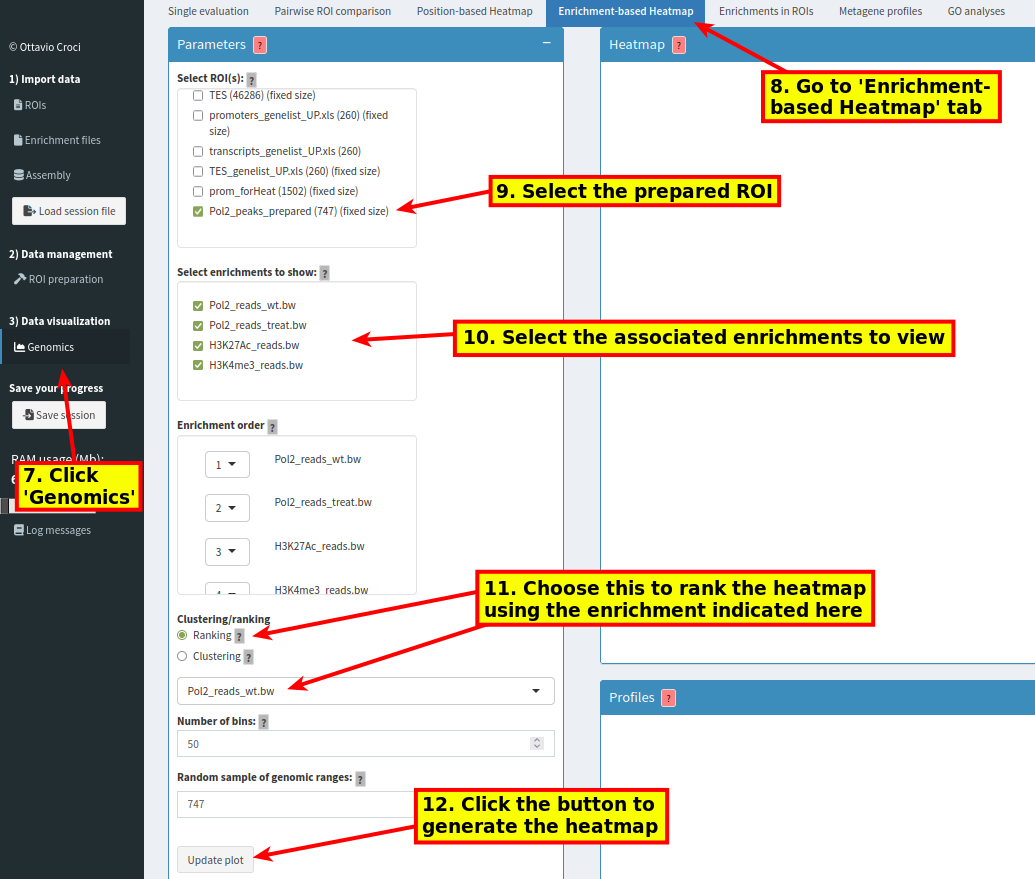 Single evaluation
Pairwise ROI comparison
Position-based Heatmap
Enrichment-based Heatmap
Enrichments in ROIs
Metagene profiles
GO analyses
© Ottavio Croci
1) Import data
ROIs
Enrichment files
Assembly
Load session file
2) Data management
ROI preparation
3) Data visualization
Genomics
Save your progress
Save session
RAM usage (Mb):
7. Click
'Genomics'
Log messages
Parameters ?
−
Select ROI(s): ?
TES (46286) (fixed size)
promoters_genelist_UP.xls (260) (fixed
size)
transcripts_genelist_UP.xls (260)
TES_genelist_UP.xls (260) (fixed size)
prom_forHeat (1502) (fixed size)
Pol2_peaks_prepared (747) (fixed size)
Select enrichments to show: ?
Pol2_reads_wt.bw
Pol2_reads_treat.bw
H3K27Ac_reads.bw
H3K4me3_reads.bw
Enrichment order ?
1 Pol2_reads_wt.bw
2 Pol2_reads_treat.bw
3 H3K27Ac_reads.bw
H3K4me3_reads.bw
Clustering/ranking
Ranking ?
Clustering ?
Pol2_reads_wt.bw
Number of bins: ?
50
Random sample of genomic ranges: ?
747
Update plot
Heatmap ?
8. Go to 'Enrichment-
based Heatmap' tab
9. Select the prepared ROI
10. Select the associated enrichments to view
11. Choose this to rank the heatmap
using the enrichment indicated here
Profiles ?
12. Click the button to
generate the heatmap